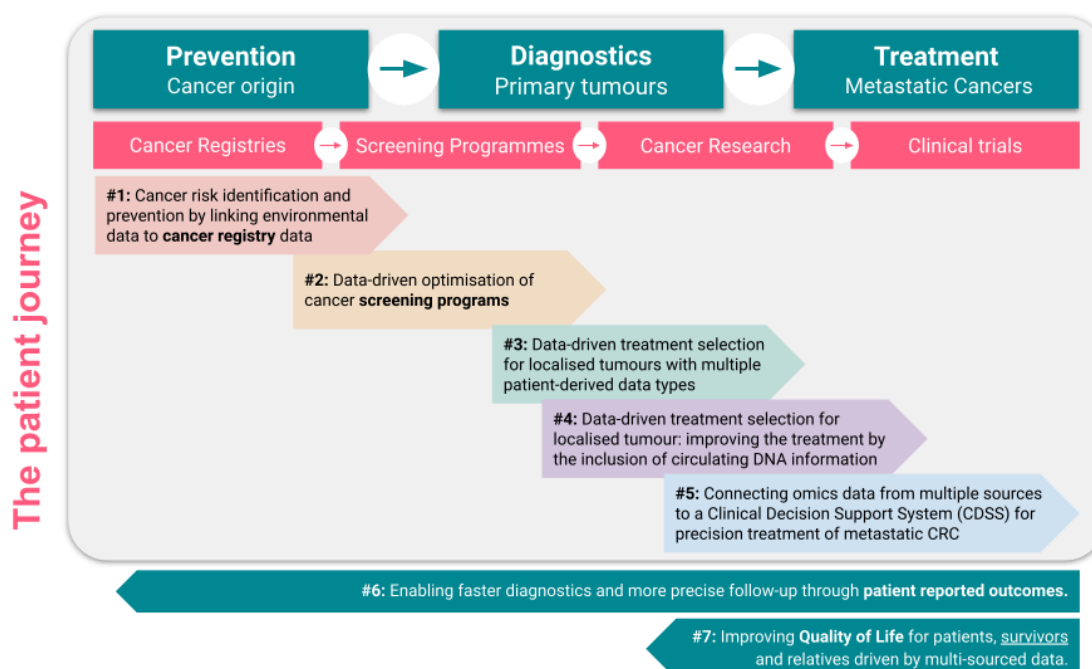 The patient journey
Prevention
Cancer origin
Diagnostics
Primary tumours
Treatment
Metastatic Cancers
Cancer Registries
Screening Programmes
Cancer Research
Clinical trials
#1: Cancer risk identification and
prevention by linking environmental
data to cancer registry data
#2: Data-driven optimisation of
cancer screening programs
#3: Data-driven treatment selection
for localised tumours with multiple
patient-derived data types
#4: Data-driven treatment selection for
localised tumour: improving the treatment by
the inclusion of circulating DNA information
#5: Connecting omics data from multiple sources
to a Clinical Decision Support System (CDSS) for
precision treatment of metastatic CRC
#6: Enabling faster diagnostics and more precise follow-up through patient reported outcomes.
#7: Improving Quality of Life for patients, survivors
and relatives driven by multi-sourced data.